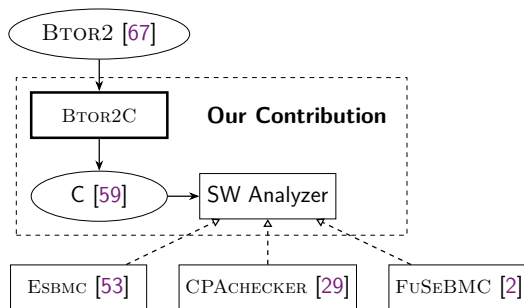 BTOR2 [67]
BTOR2C
Our Contribution
C [59]
SW Analyzer
ESBMC [53]
CPACHECKER [29]
FUSEBMC [2]